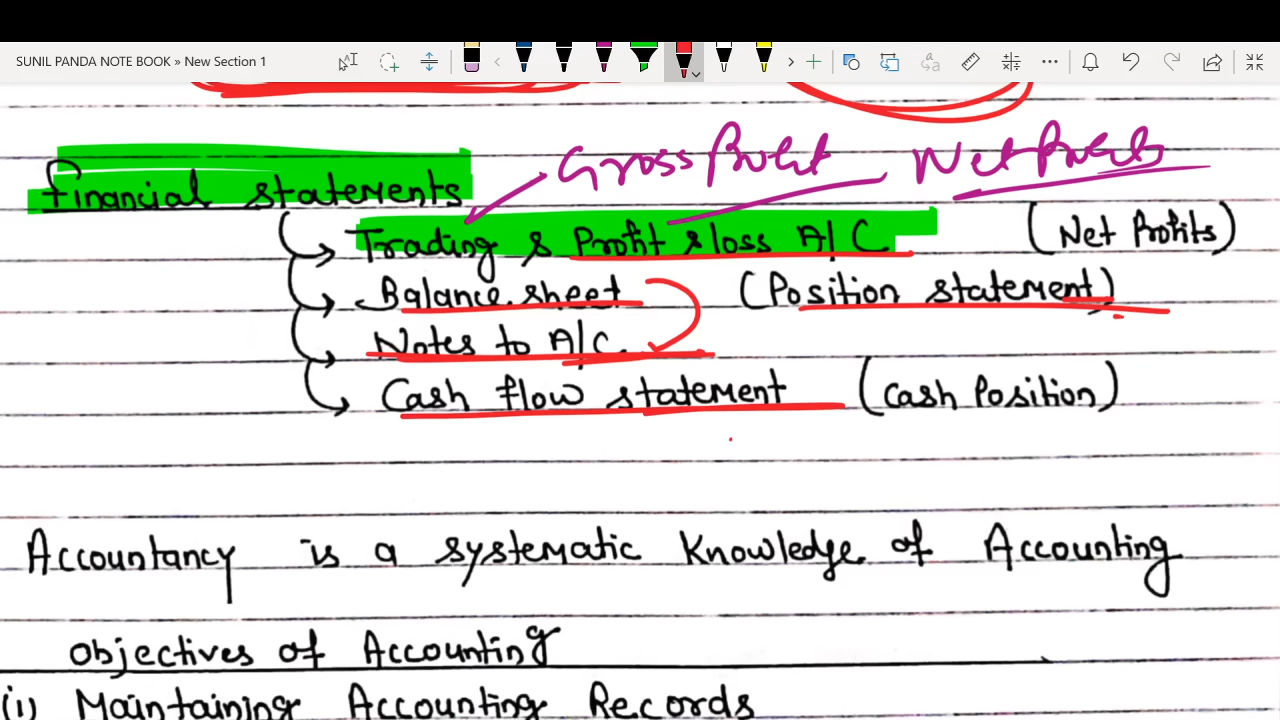 SUNIL PANDA NOTE BOOK » New Section 1
Gross Profit Net Profits
financial statements
Trading & Profit & loss A/C (Net Profits)
Balance sheet (Position statement)
Notes to A/C
Cash flow statement (Cash Position)
Accountancy is a systematic Knowledge of Accounting
objectives of Accounting
(i) Maintaining Accounting Records